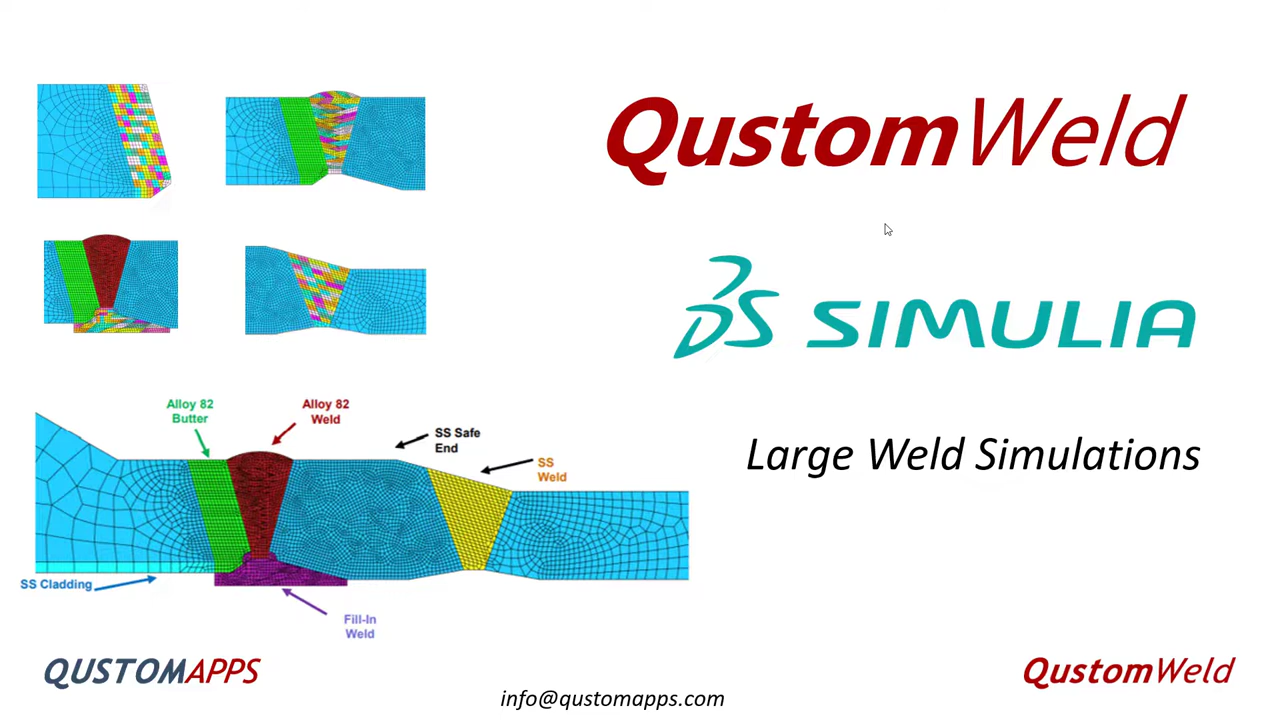 QustomWeld
SIMULIA
Large Weld Simulations
Alloy 82
Butter
Alloy 82
Weld
SS Safe
End
SS
Weld
SS Cladding
Fill-In
Weld
QUSTOMAPPS
info@qustomapps.com
QustomWeld